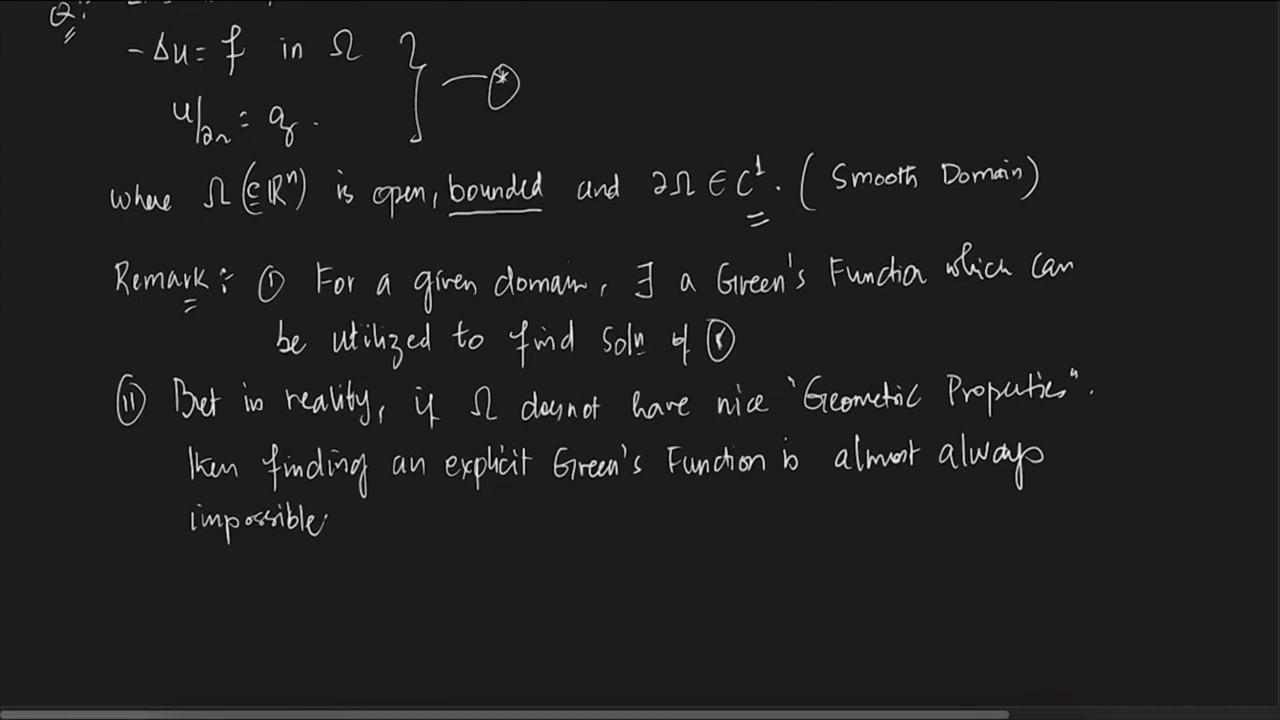 Q:
-Δu = f in Ω } — (*)
u/∂Ω = g.
where Ω (⊆ ℝⁿ) is open, bounded and ∂Ω ∈ C¹. (Smooth Domain)
Remark: (i) For a given domain, ∃ a Green's Function which can
be utilized to find soln of (*)
(ii) But in reality, if Ω doesnot have nice "Geometric Properties".
then finding an explicit Green's Function is almost always
impossible.